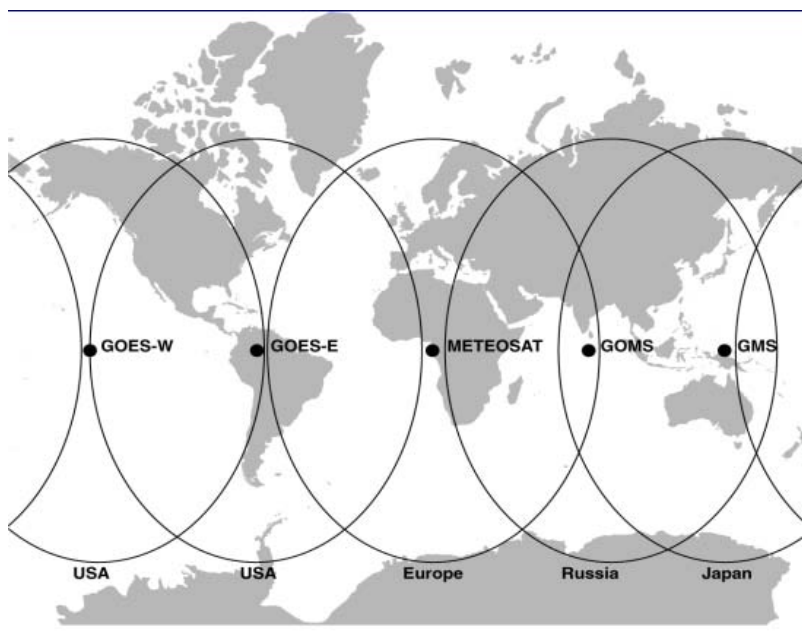 GOES-W
GOES-E
METEOSAT
GOMS
GMS
USA
USA
Europe
Russia
Japan